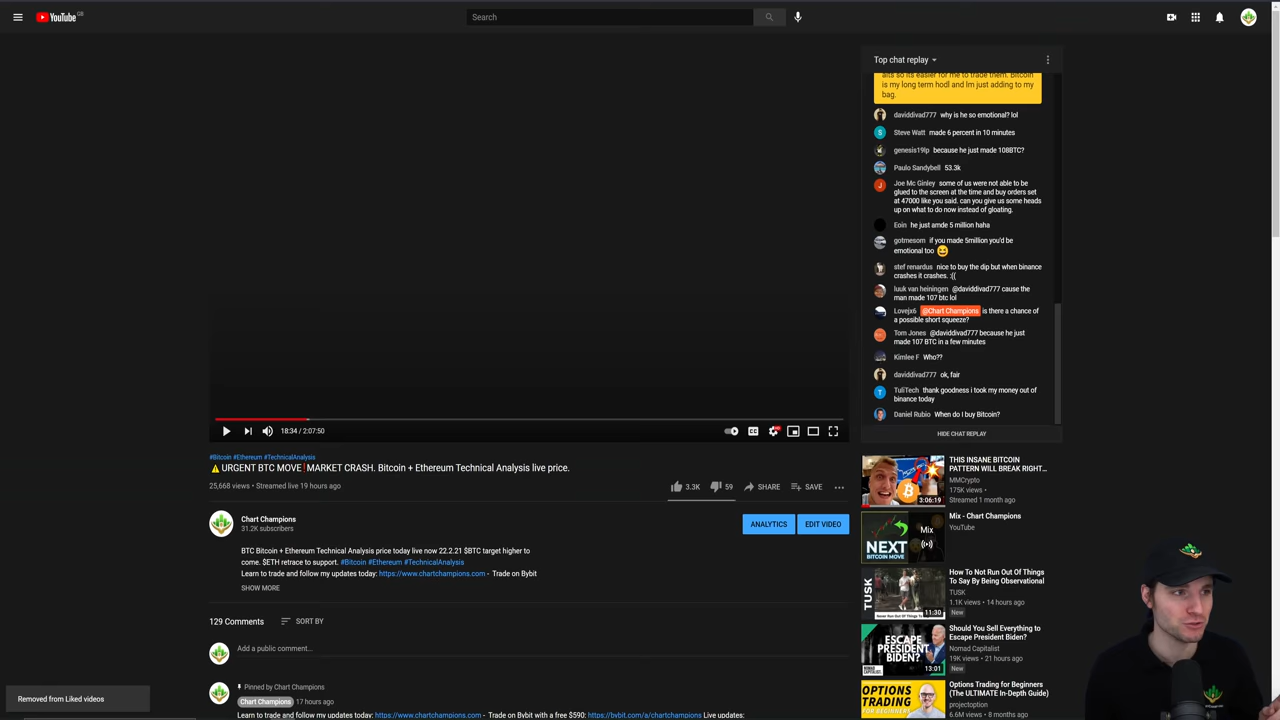 YouTube GB
Search
Top chat replay
alts so its easier for me to trade them. Bitcoin
is my long term hodl and Im just adding to my
bag.
daviddivad777 why is he so emotional? lol
Steve Watt made 6 percent in 10 minutes
genesis19lp because he just made 108BTC?
Paulo Sandybell 53.3k
Joe Mc Ginley some of us were not able to be
glued to the screen at the time and buy orders set
at 47000 like you said. can you give us some heads
up on what to do now instead of gloating.
Eoin he just amde 5 million haha
gotmesom if you made 5million you'd be
emotional too
stef renardus nice to buy the dip but when binance
crashes it crashes. :((
luuk van heiningen @daviddivad777 cause the
man made 107 btc lol
Lovejx6 @Chart Champions is there a chance of
a possible short squeeze?
Tom Jones @daviddivad777 because he just
made 107 BTC in a few minutes
Kimlee F Who??
daviddivad777 ok, fair
TuliTech thank goodness i took my money out of
binance today
Daniel Rubio When do I buy Bitcoin?
HIDE CHAT REPLAY
18:34 / 2:07:50
#Bitcoin #Ethereum #TechnicalAnalysis
URGENT BTC MOVE❗MARKET CRASH. Bitcoin + Ethereum Technical Analysis live price.
25,668 views • Streamed live 19 hours ago
3.3K
59
SHARE
SAVE
Chart Champions
31.2K subscribers
ANALYTICS
EDIT VIDEO
BTC Bitcoin + Ethereum Technical Analysis price today live now 22.2.21 $BTC target higher to
come. $ETH retrace to support. #Bitcoin #Ethereum #TechnicalAnalysis
Learn to trade and follow my updates today: https://www.chartchampions.com - Trade on Bybit
SHOW MORE
129 Comments
SORT BY
Add a public comment...
Pinned by Chart Champions
Chart Champions 17 hours ago
Learn to trade and follow my updates today: https://www.chartchampions.com - Trade on Bybit with a free $590: https://bybit.com/a/chartchampions Live updates:
Removed from Liked videos
3:06:19
THIS INSANE BITCOIN
PATTERN WILL BREAK RIGHT...
MMCrypto
175K views •
Streamed 1 month ago
NEXT
BITCOIN MOVE
Mix
Mix - Chart Champions
YouTube
TUSK
11:30
How To Not Run Out Of Things
To Say By Being Observational
TUSK
1.1K views • 14 hours ago
New
ESCAPE
PRESIDENT
BIDEN?
13:01
Should You Sell Everything to
Escape President Biden?
Nomad Capitalist
19K views • 21 hours ago
New
OPTIONS
TRADING
FOR BEGINNERS
Options Trading for Beginners
(The ULTIMATE In-Depth Guide)
projectoption
6.6M views • 8 months ago